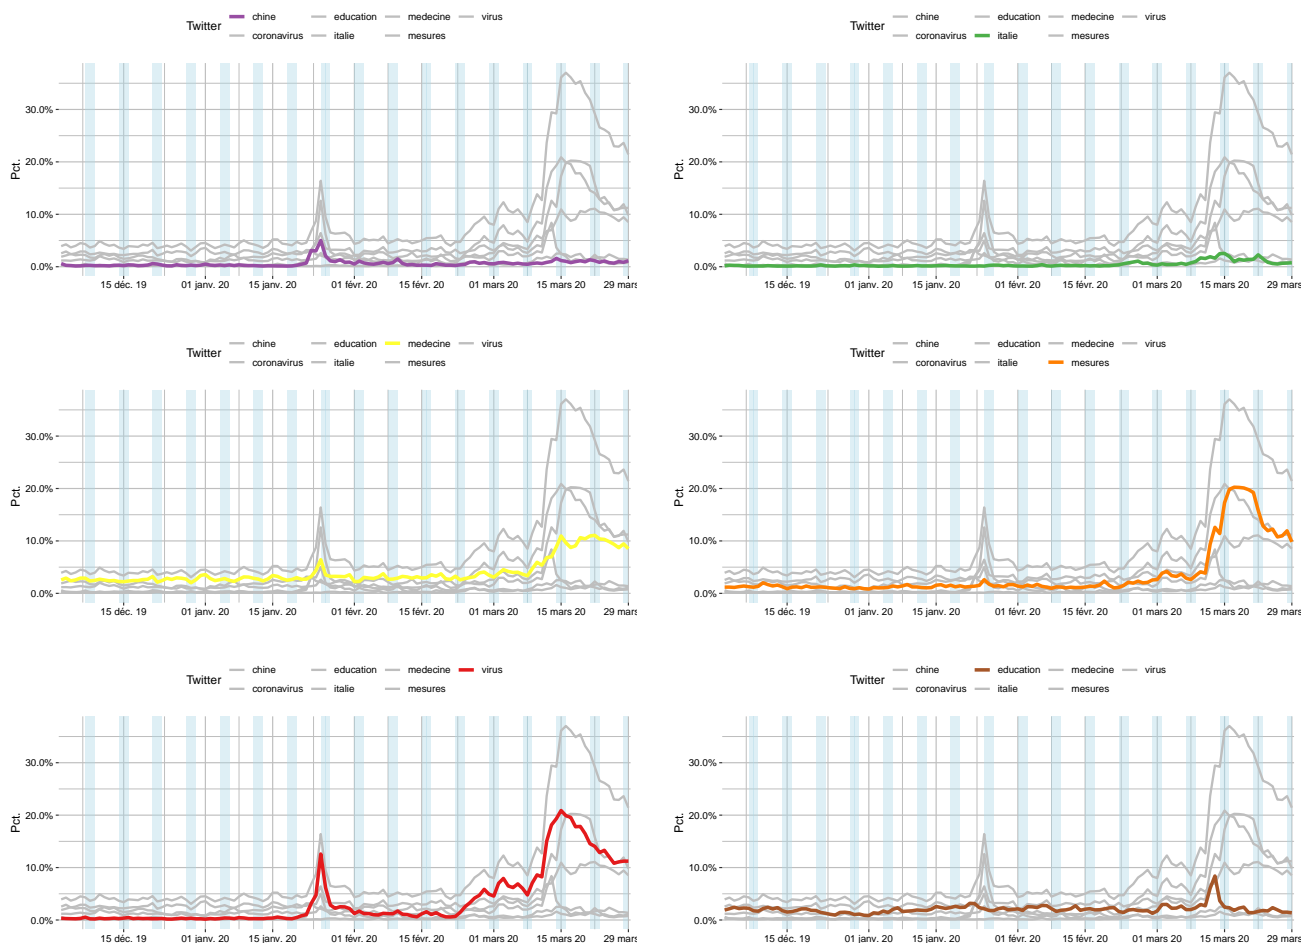 Twitter chine education medecine virus
coronavirus italie mesures
Pct.
30.0%
20.0%
10.0%
0.0%
15 déc. 19 01 janv. 20 15 janv. 20 01 févr. 20 15 févr. 20 01 mars 20 15 mars 20 29 mars
Twitter chine education medecine virus
coronavirus italie mesures
Pct.
30.0%
20.0%
10.0%
0.0%
15 déc. 19 01 janv. 20 15 janv. 20 01 févr. 20 15 févr. 20 01 mars 20 15 mars 20 29 mars
Twitter chine education medecine virus
coronavirus italie mesures
Pct.
30.0%
20.0%
10.0%
0.0%
15 déc. 19 01 janv. 20 15 janv. 20 01 févr. 20 15 févr. 20 01 mars 20 15 mars 20 29 mars
Twitter chine education medecine virus
coronavirus italie mesures
Pct.
30.0%
20.0%
10.0%
0.0%
15 déc. 19 01 janv. 20 15 janv. 20 01 févr. 20 15 févr. 20 01 mars 20 15 mars 20 29 mars
Twitter chine education medecine virus
coronavirus italie mesures
Pct.
30.0%
20.0%
10.0%
0.0%
15 déc. 19 01 janv. 20 15 janv. 20 01 févr. 20 15 févr. 20 01 mars 20 15 mars 20 29 mars
Twitter chine education medecine virus
coronavirus italie mesures
Pct.
30.0%
20.0%
10.0%
0.0%
15 déc. 19 01 janv. 20 15 janv. 20 01 févr. 20 15 févr. 20 01 mars 20 15 mars 20 29 mars